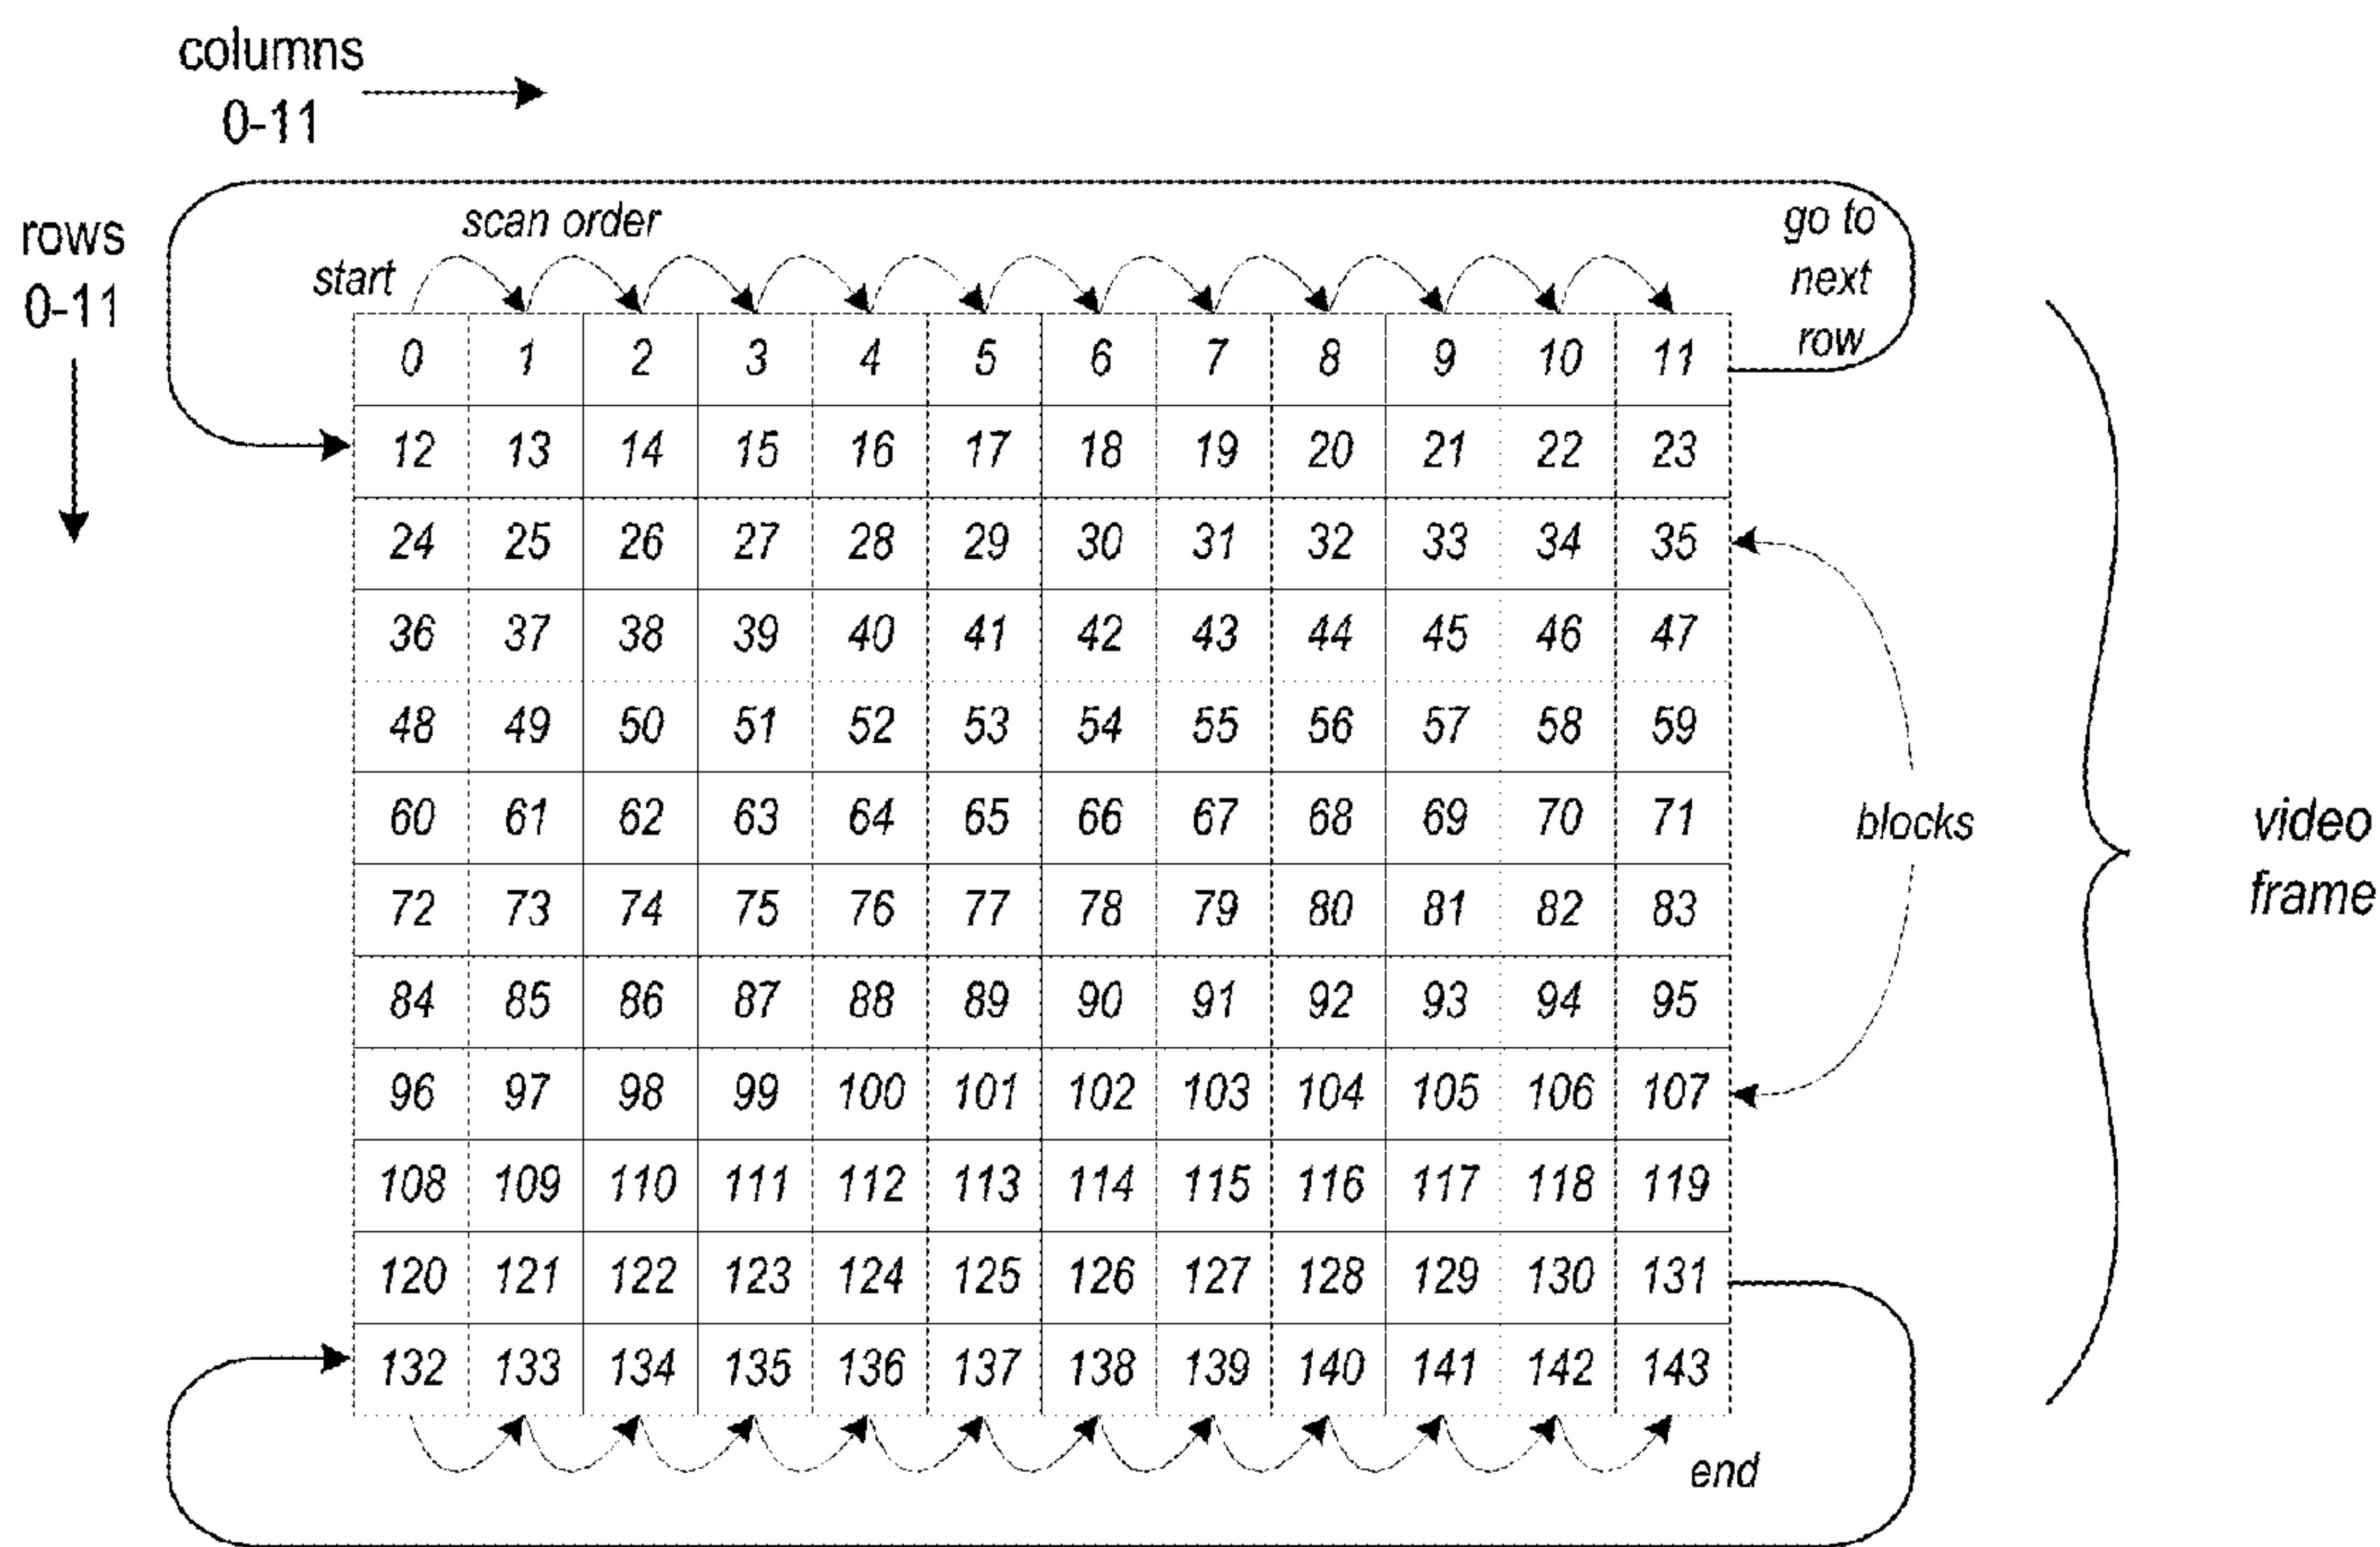 columns
0-11
rows
0-11
scan order
start
go to
next
row
0 1 2 3 4 5 6 7 8 9 10 11
12 13 14 15 16 17 18 19 20 21 22 23
24 25 26 27 28 29 30 31 32 33 34 35
36 37 38 39 40 41 42 43 44 45 46 47
48 49 50 51 52 53 54 55 56 57 58 59
60 61 62 63 64 65 66 67 68 69 70 71
72 73 74 75 76 77 78 79 80 81 82 83
84 85 86 87 88 89 90 91 92 93 94 95
96 97 98 99 100 101 102 103 104 105 106 107
108 109 110 111 112 113 114 115 116 117 118 119
120 121 122 123 124 125 126 127 128 129 130 131
132 133 134 135 136 137 138 139 140 141 142 143
blocks
video
frame
end